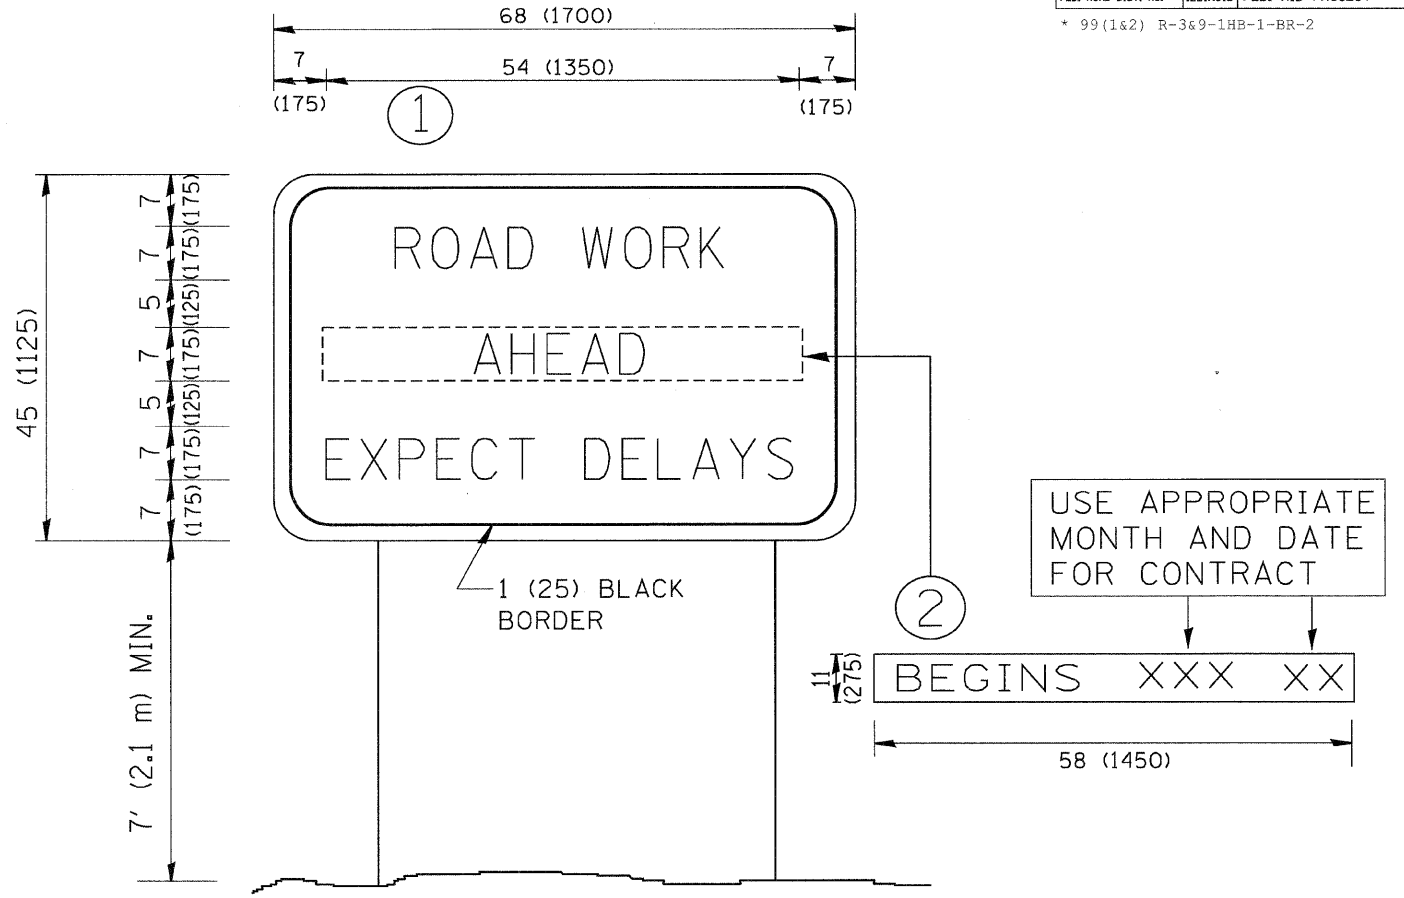 68 (1700)
7
54 (1350)
7
(175)
(175)
* 99(1&2) R-3&9-1HB-1-BR-2
1
45 (1125)
7 (175)
7 (175)
5 (125)
7 (175)
5 (125)
7 (175)
7 (175)
ROAD WORK
AHEAD
EXPECT DELAYS
1 (25) BLACK
BORDER
7' (2.1 m) MIN.
2
USE APPROPRIATE
MONTH AND DATE
FOR CONTRACT
11
(275)
BEGINS XXX XX
58 (1450)